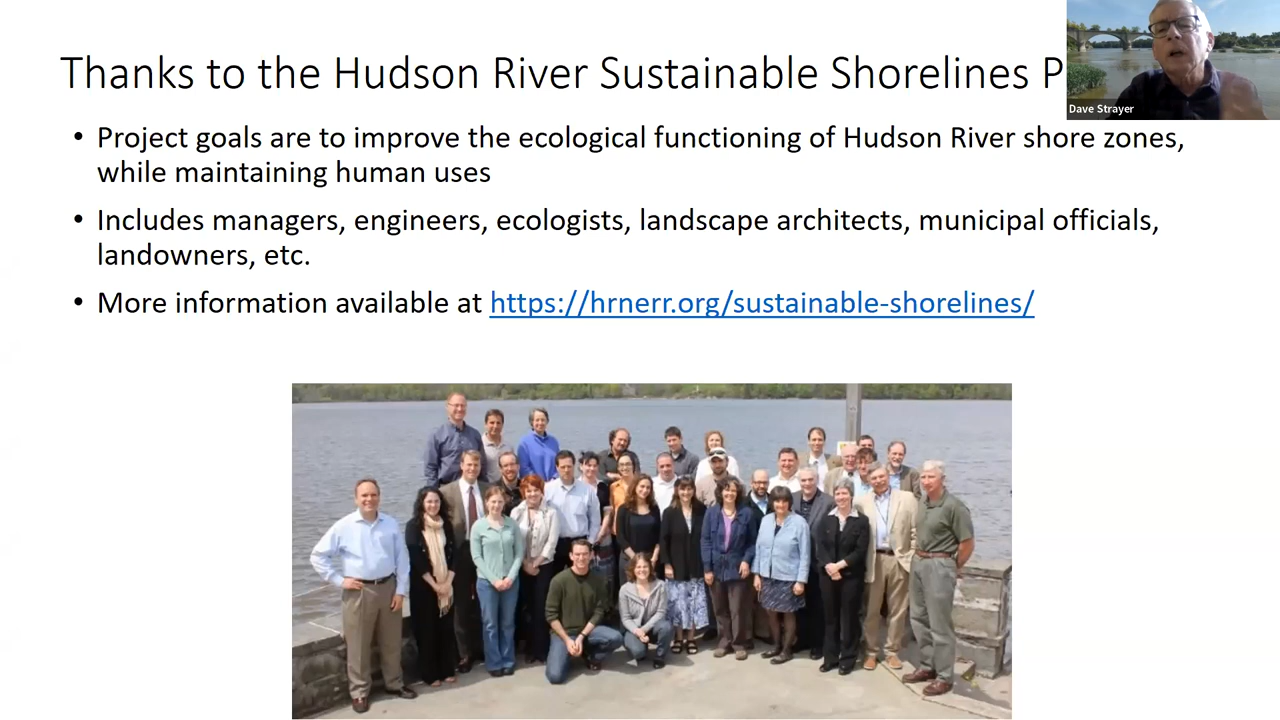 Thanks to the Hudson River Sustainable Shorelines P
Dave Strayer
• Project goals are to improve the ecological functioning of Hudson River shore zones,
while maintaining human uses
• Includes managers, engineers, ecologists, landscape architects, municipal officials,
landowners, etc.
• More information available at https://hrnerr.org/sustainable-shorelines/